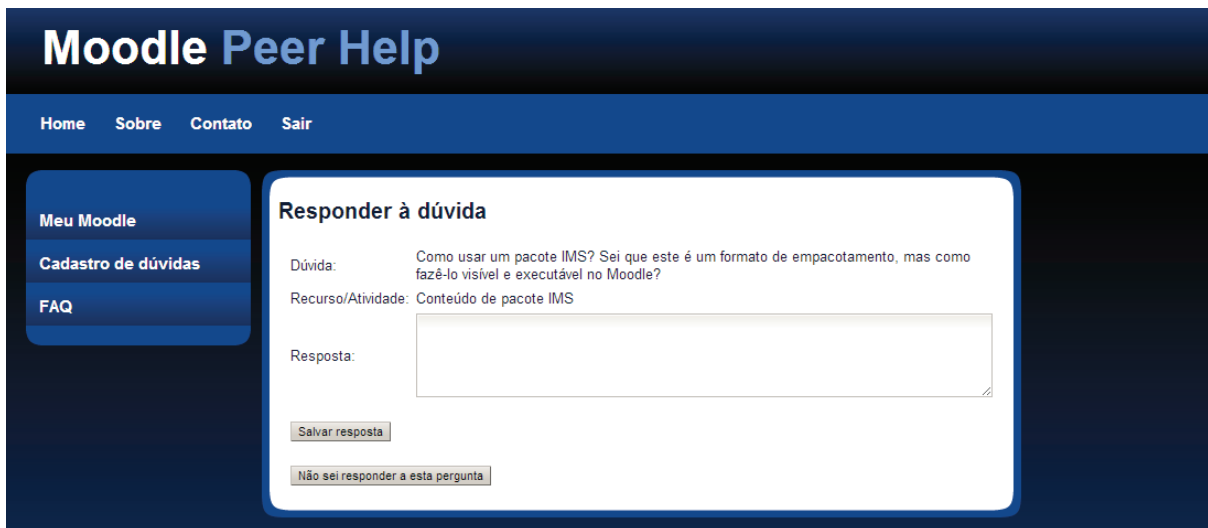 Moodle Peer Help
Home Sobre Contato Sair
Meu Moodle
Cadastro de dúvidas
FAQ
Responder à dúvida
Dúvida: Como usar um pacote IMS? Sei que este é um formato de empacotamento, mas como
fazê-lo visível e executável no Moodle?
Recurso/Atividade: Conteúdo de pacote IMS
Resposta:
Salvar resposta
Não sei responder a esta pergunta